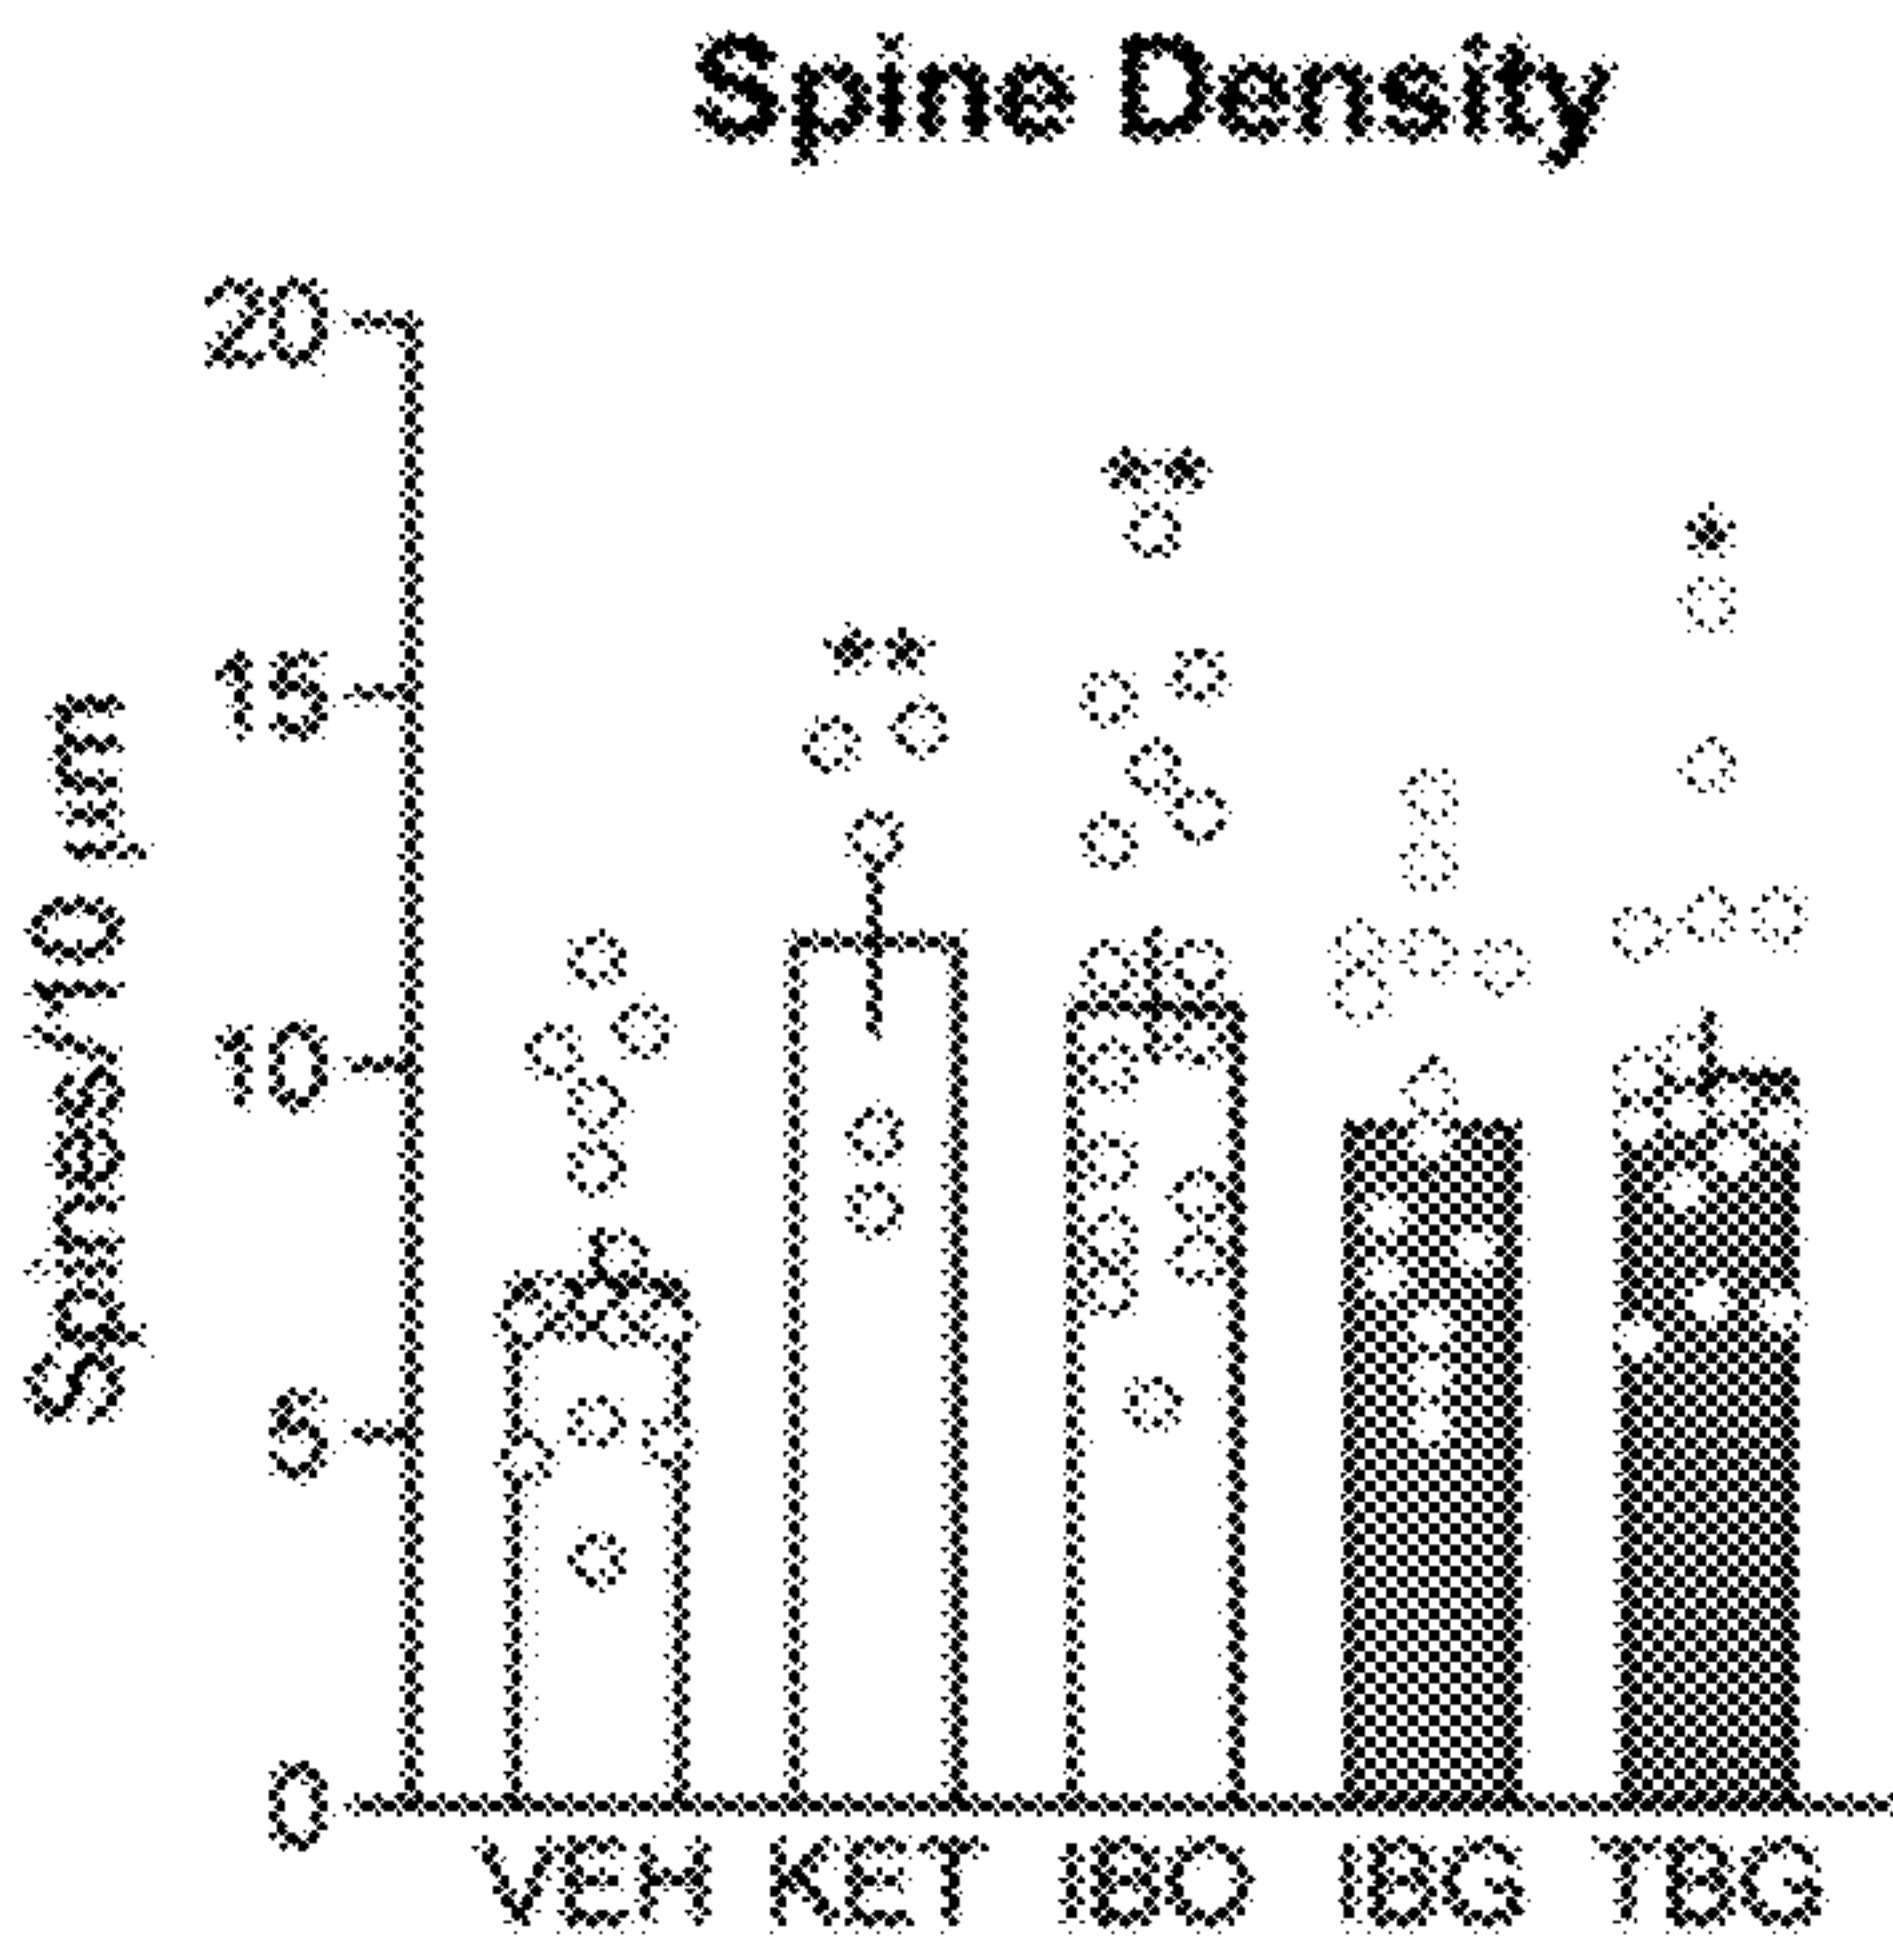 Spine Density
Spines/10 µm
20
15
10
5
0
**
**
*
VEH KET IBO IBG TBG